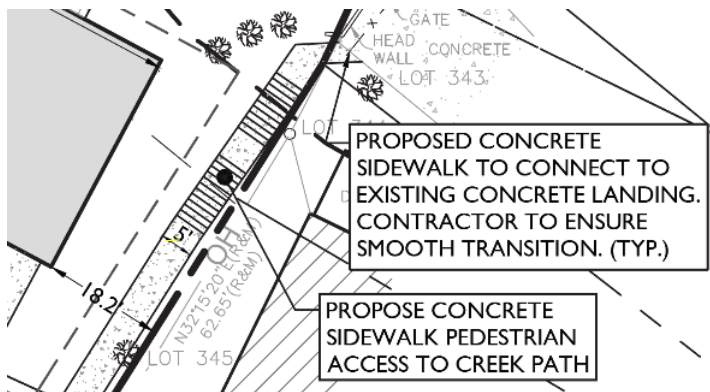 GATE
HEAD
WALL
CONCRETE
LOT 343
LOT
PROPOSED CONCRETE
SIDEWALK TO CONNECT TO
EXISTING CONCRETE LANDING.
CONTRACTOR TO ENSURE
SMOOTH TRANSITION. (TYP.)
5'
OH
N32°15'20"E(R&M)
62.65'(R&M)
18.2'
PROPOSE CONCRETE
SIDEWALK PEDESTRIAN
ACCESS TO CREEK PATH
LOT 345